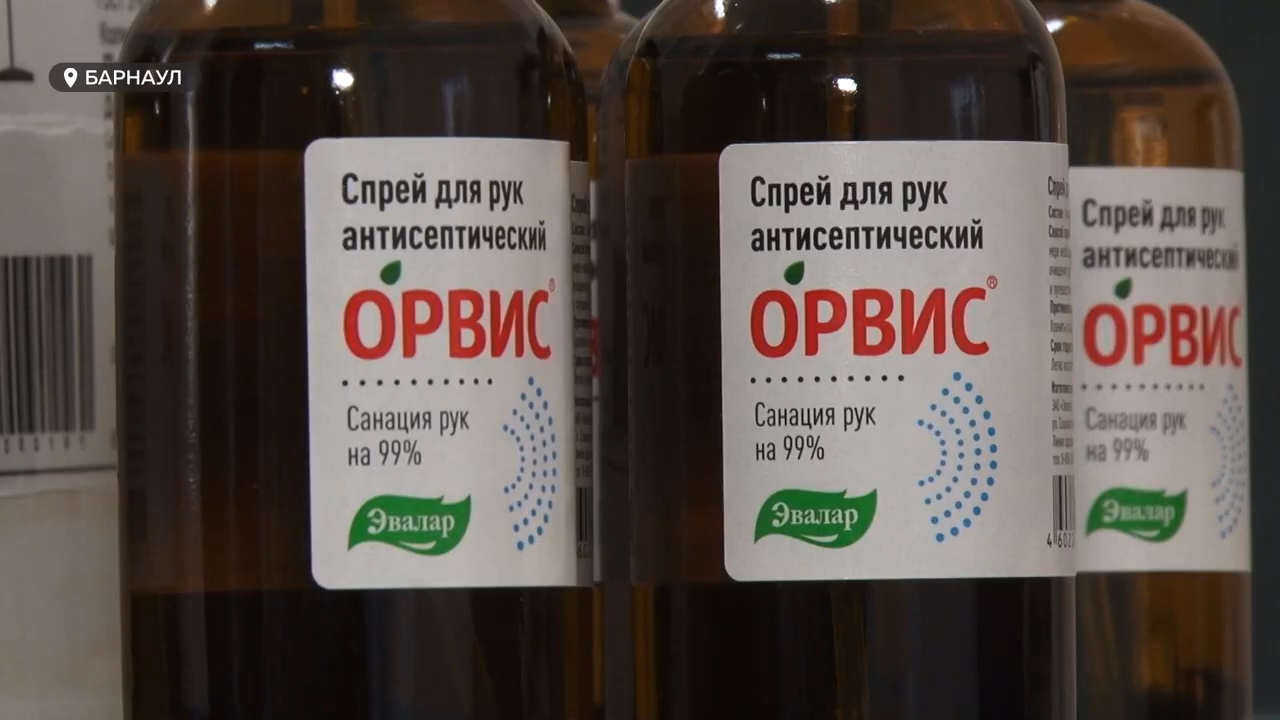 БАРНАУЛ
Спрей для рук
антисептический
ОРВИС®
Санация рук
на 99%
Эвалар
Спрей для рук
антисептический
ОРВИС®
Санация рук
на 99%
Эвалар
Спрей для рук
антисептический
ОРВИС
Санация рук
на 99%
Эвалар